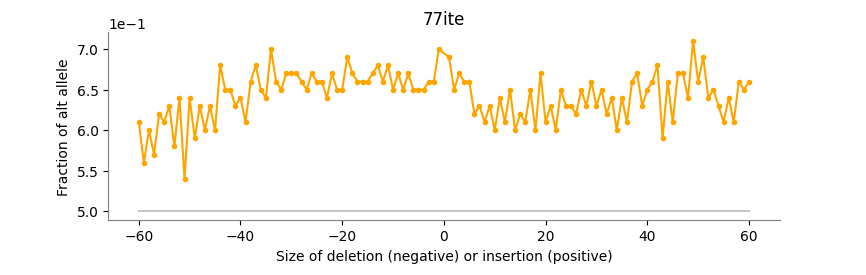 77ite
1e−1
7.0
6.5
6.0
5.5
5.0
Fraction of alt allele
−60 −40 −20 0 20 40 60
Size of deletion (negative) or insertion (positive)